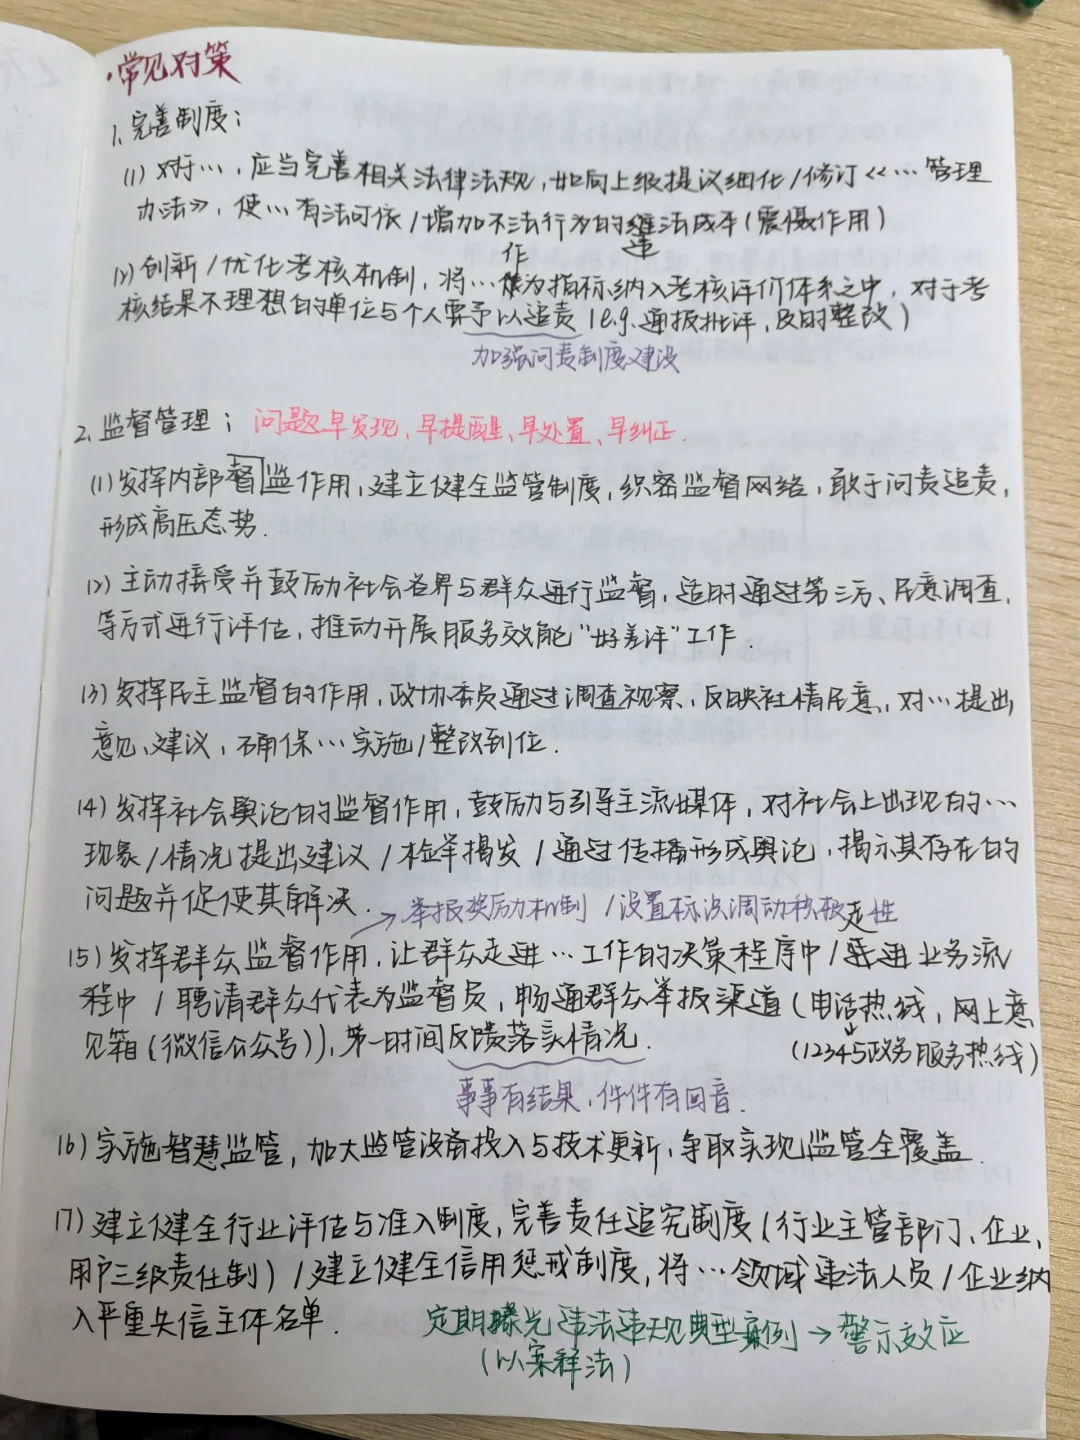 ·常见对策
1. 完善制度；
(1) 对于…，应当完善相关法律法规，如向上级提议细化/修订《…管理
办法》，使…有法可依/增加不法行为的违法成本(震慑作用)
(2) 创新/优化考核机制，将…作为指标纳入考核评价体系之中，对于考
核结果不理想的单位与个人要予以追责(e.g.通报批评，及时整改)
加强问责制度建设
2. 监督管理； 问题早发现、早提醒、早处置、早纠正.
(1) 发挥内部督监作用，建立健全监管制度，织密监督网络，敢于问责追责，
形成高压态势.
(2) 主动接受并鼓励社会各界与群众进行监督，适时通过第三方、民意调查，
等方式进行评估，推动开展服务效能“好差评”工作.
(3) 发挥民主监督的作用，政协委员通过调查视察，反映社情民意，对…提出
意见、建议，确保…实施/整改到位.
(4) 发挥社会舆论的监督作用，鼓励与引导主流媒体，对社会上出现的…
现象/情况提出建议/检举揭发/通过传播形成舆论，揭示其存在的
问题并促使其解决.
→举报奖励机制/设置标涉调动积极性
(5) 发挥群众监督作用，让群众走进…工作的决策程序中/走进业务流
程中/聘请群众代表为监督员，畅通群众举报渠道(电话热线，网上意
见箱(微信公众号))，第一时间反馈落实情况.
(12345政务服务热线)
事事有结果，件件有回音.
(6) 实施智慧监管，加大监管设备投入与技术更新，争取实现监管全覆盖.
(7) 建立健全行业评估与准入制度，完善责任追究制度(行业主管部门、企业、
用户三级责任制)/建立健全信用惩戒制度，将…领域违法人员/企业纳
入严重失信主体名单.
定期曝光违法违规典型案例→警示效应
(以案释法)